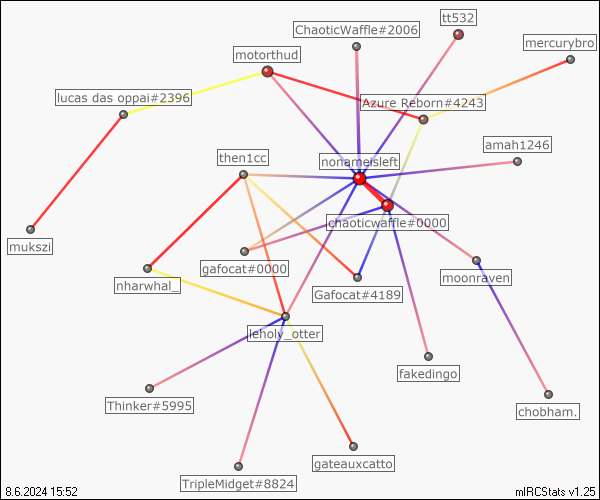 tt532
ChaoticWaffle#2006
mercurybro
motorthud
lucas das oppai#2396
Azure Reborn#4243
amah1246
then1cc
nonameisleft
chaoticwaffle#0000
mukszi
gafocat#0000
moonraven
nharwhal_
Gafocat#4189
leholy_otter
fakedingo
Thinker#5995
chobham.
gateauxcatto
TripleMidget#8824
8.6.2024 15:52
mIRCStats v1.25